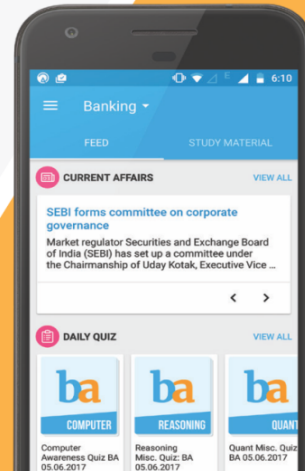 6:10
Banking
FEED
STUDY MATERIAL
CURRENT AFFAIRS
VIEW ALL
SEBI forms committee on corporate
governance
Market regulator Securities and Exchange Board
of India (SEBI) has set up a committee under
the Chairmanship of Uday Kotak, Executive Vice ...
DAILY QUIZ
VIEW ALL
ba
COMPUTER
ba
REASONING
ba
QUANT
Computer
Awareness Quiz BA
05.06.2017
Reasoning
Misc. Quiz: BA
05.06.2017
Quant Misc. Quiz
BA 05.06.2017